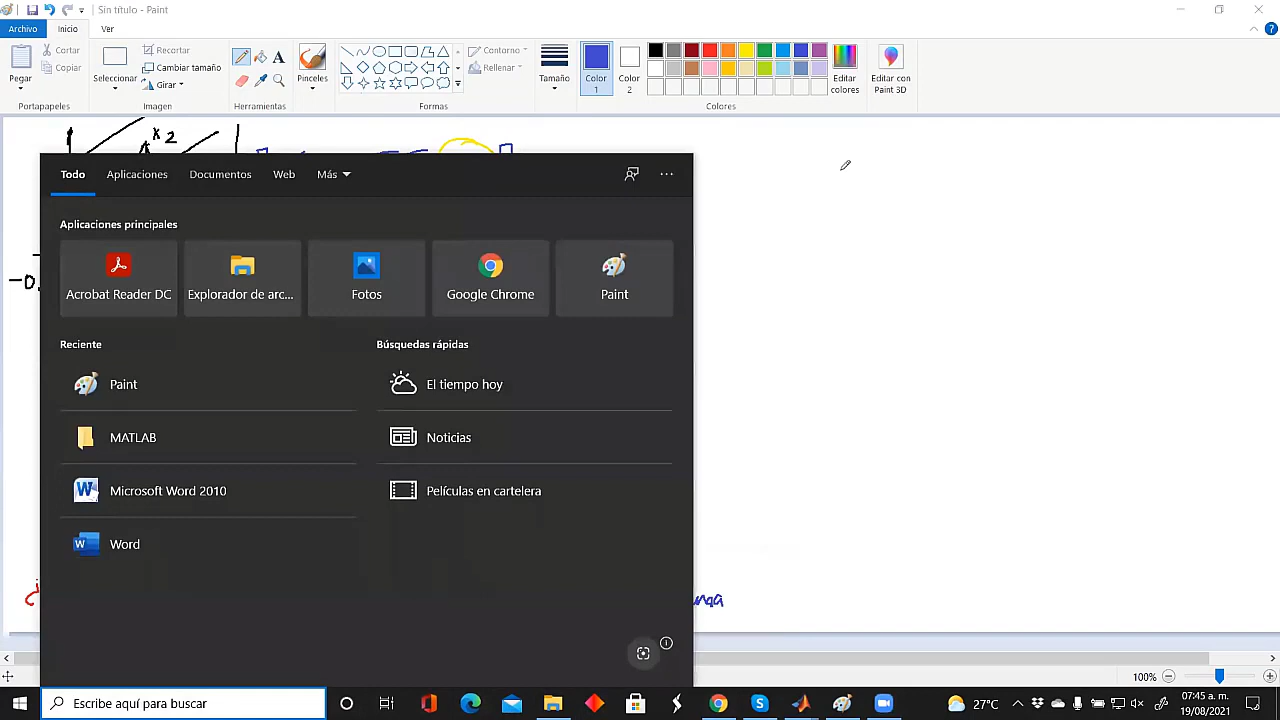 Sin título - Paint
Archivo Inicio Ver
Pegar
Cortar
Copiar
Portapapeles
Seleccionar
Recortar
Cambiar tamaño
Girar
Imagen
A
Herramientas
Pinceles
Contorno
Rellenar
Formas
Tamaño
Color 1
Color 2
Editar colores
Colores
Editar con Paint 3D
x2
-0.
Todo Aplicaciones Documentos Web Más
Aplicaciones principales
Acrobat Reader DC
Explorador de arc...
Fotos
Google Chrome
Paint
Reciente
Paint
MATLAB
Microsoft Word 2010
Word
Búsquedas rápidas
El tiempo hoy
Noticias
Películas en cartelera
100%
Escribe aquí para buscar
27°C
07:45 a. m.
19/08/2021